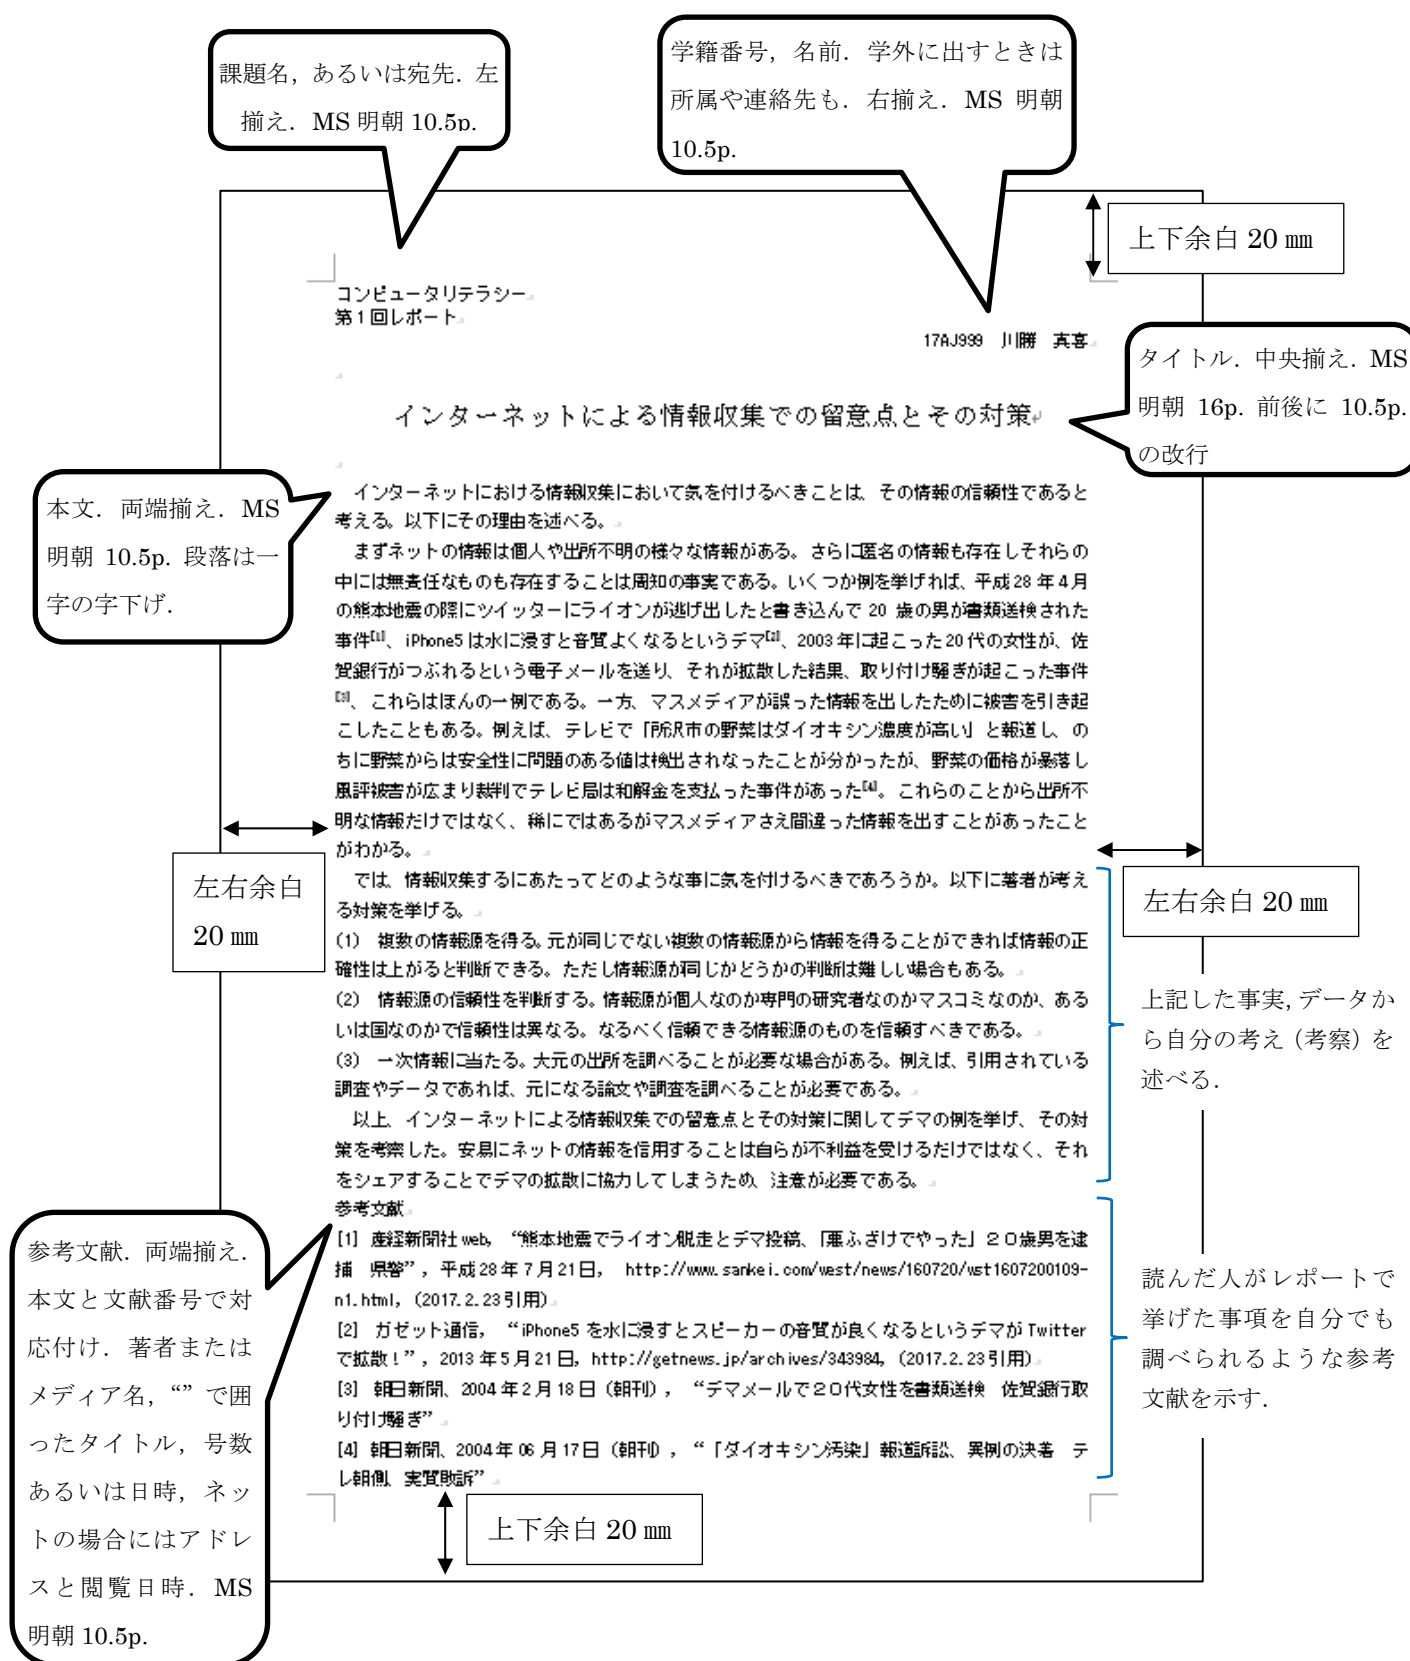 課題名，あるいは宛先．左
揃え．MS 明朝 10.5p.
学籍番号，名前．学外に出すときは
所属や連絡先も．右揃え．MS 明朝
10.5p.
上下余白 20 ㎜
コンピュータリテラシー
第１回レポート
17AJ999　川勝　真喜
タイトル．中央揃え．MS
明朝 16p. 前後に 10.5p.
の改行
インターネットによる情報収集での留意点とその対策
本文．両端揃え．MS
明朝 10.5p. 段落は一
字の字下げ．
　インターネットにおける情報収集において気を付けるべきことは、その情報の信頼性であると
考える。以下にその理由を述べる。
　まずネットの情報は個人や出所不明の様々な情報がある。さらに匿名の情報も存在しそれらの
中には無責任なものも存在することは周知の事実である。いくつか例を挙げれば、平成 28 年 4 月
の熊本地震の際にツイッターにライオンが逃げ出したと書き込んで 20 歳の男が書類送検された
事件[1]、iPhone5 は水に浸すと音質よくなるというデマ[2]、2003 年に起こった 20 代の女性が、佐
賀銀行がつぶれるという電子メールを送り、それが拡散した結果、取り付け騒ぎが起こった事件
[3]、これらはほんの一例である。一方、マスメディアが誤った情報を出したために被害を引き起
こしたこともある。例えば、テレビで「所沢市の野菜はダイオキシン濃度が高い」と報道し、の
ちに野菜からは安全性に問題のある値は検出されなったことが分かったが、野菜の価格が暴落し
風評被害が広まり裁判でテレビ局は和解金を支払った事件があった[4]。これらのことから出所不
明な情報だけではなく、稀にではあるがマスメディアさえ間違った情報を出すことがあったこと
がわかる。
左右余白
20 ㎜
左右余白 20 ㎜
　では、情報収集するにあたってどのような事に気を付けるべきであろうか。以下に著者が考え
る対策を挙げる。
(1)　複数の情報源を得る。元が同じでない複数の情報源から情報を得ることができれば情報の正
確性は上がると判断できる。ただし情報源が同じかどうかの判断は難しい場合もある。
(2)　情報源の信頼性を判断する。情報源が個人なのか専門の研究者なのかマスコミなのか、ある
いは国なのかで信頼性は異なる。なるべく信頼できる情報源のものを信頼すべきである。
(3)　一次情報に当たる。大元の出所を調べることが必要な場合がある。例えば、引用されている
調査やデータであれば、元になる論文や調査を調べることが必要である。
　以上、インターネットによる情報収集での留意点とその対策に関してデマの例を挙げ、その対
策を考察した。安易にネットの情報を信用することは自らが不利益を受けるだけではなく、それ
をシェアすることでデマの拡散に協力してしまうため、注意が必要である。
上記した事実，データか
ら自分の考え（考察）を
述べる．
参考文献
[1] 産経新聞社 web, “熊本地震でライオン脱走とデマ投稿、「悪ふざけでやった」２０歳男を逮
捕　県警”, 平成 28 年 7 月 21 日, http://www.sankei.com/west/news/160720/wst1607200109-
n1.html, (2017.2.23 引用)
[2] ガゼット通信, “iPhone5 を水に浸すとスピーカーの音質が良くなるというデマが Twitter
で拡散！”, 2013 年 5 月 21 日, http://getnews.jp/archives/343984, (2017.2.23 引用)
[3] 朝日新聞、2004 年 2 月 18 日（朝刊）, “デマメールで２０代女性を書類送検　佐賀銀行取
り付け騒ぎ”
[4] 朝日新聞、2004 年 06 月 17 日（朝刊）, “「ダイオキシン汚染」報道訴訟、異例の決着　テ
レ朝側、実質敗訴”
参考文献．両端揃え．
本文と文献番号で対
応付け．著者または
メディア名，“” で囲
ったタイトル，号数
あるいは日時，ネッ
トの場合にはアドレ
スと閲覧日時．MS
明朝 10.5p.
読んだ人がレポートで
挙げた事項を自分でも
調べられるような参考
文献を示す．
上下余白 20 ㎜